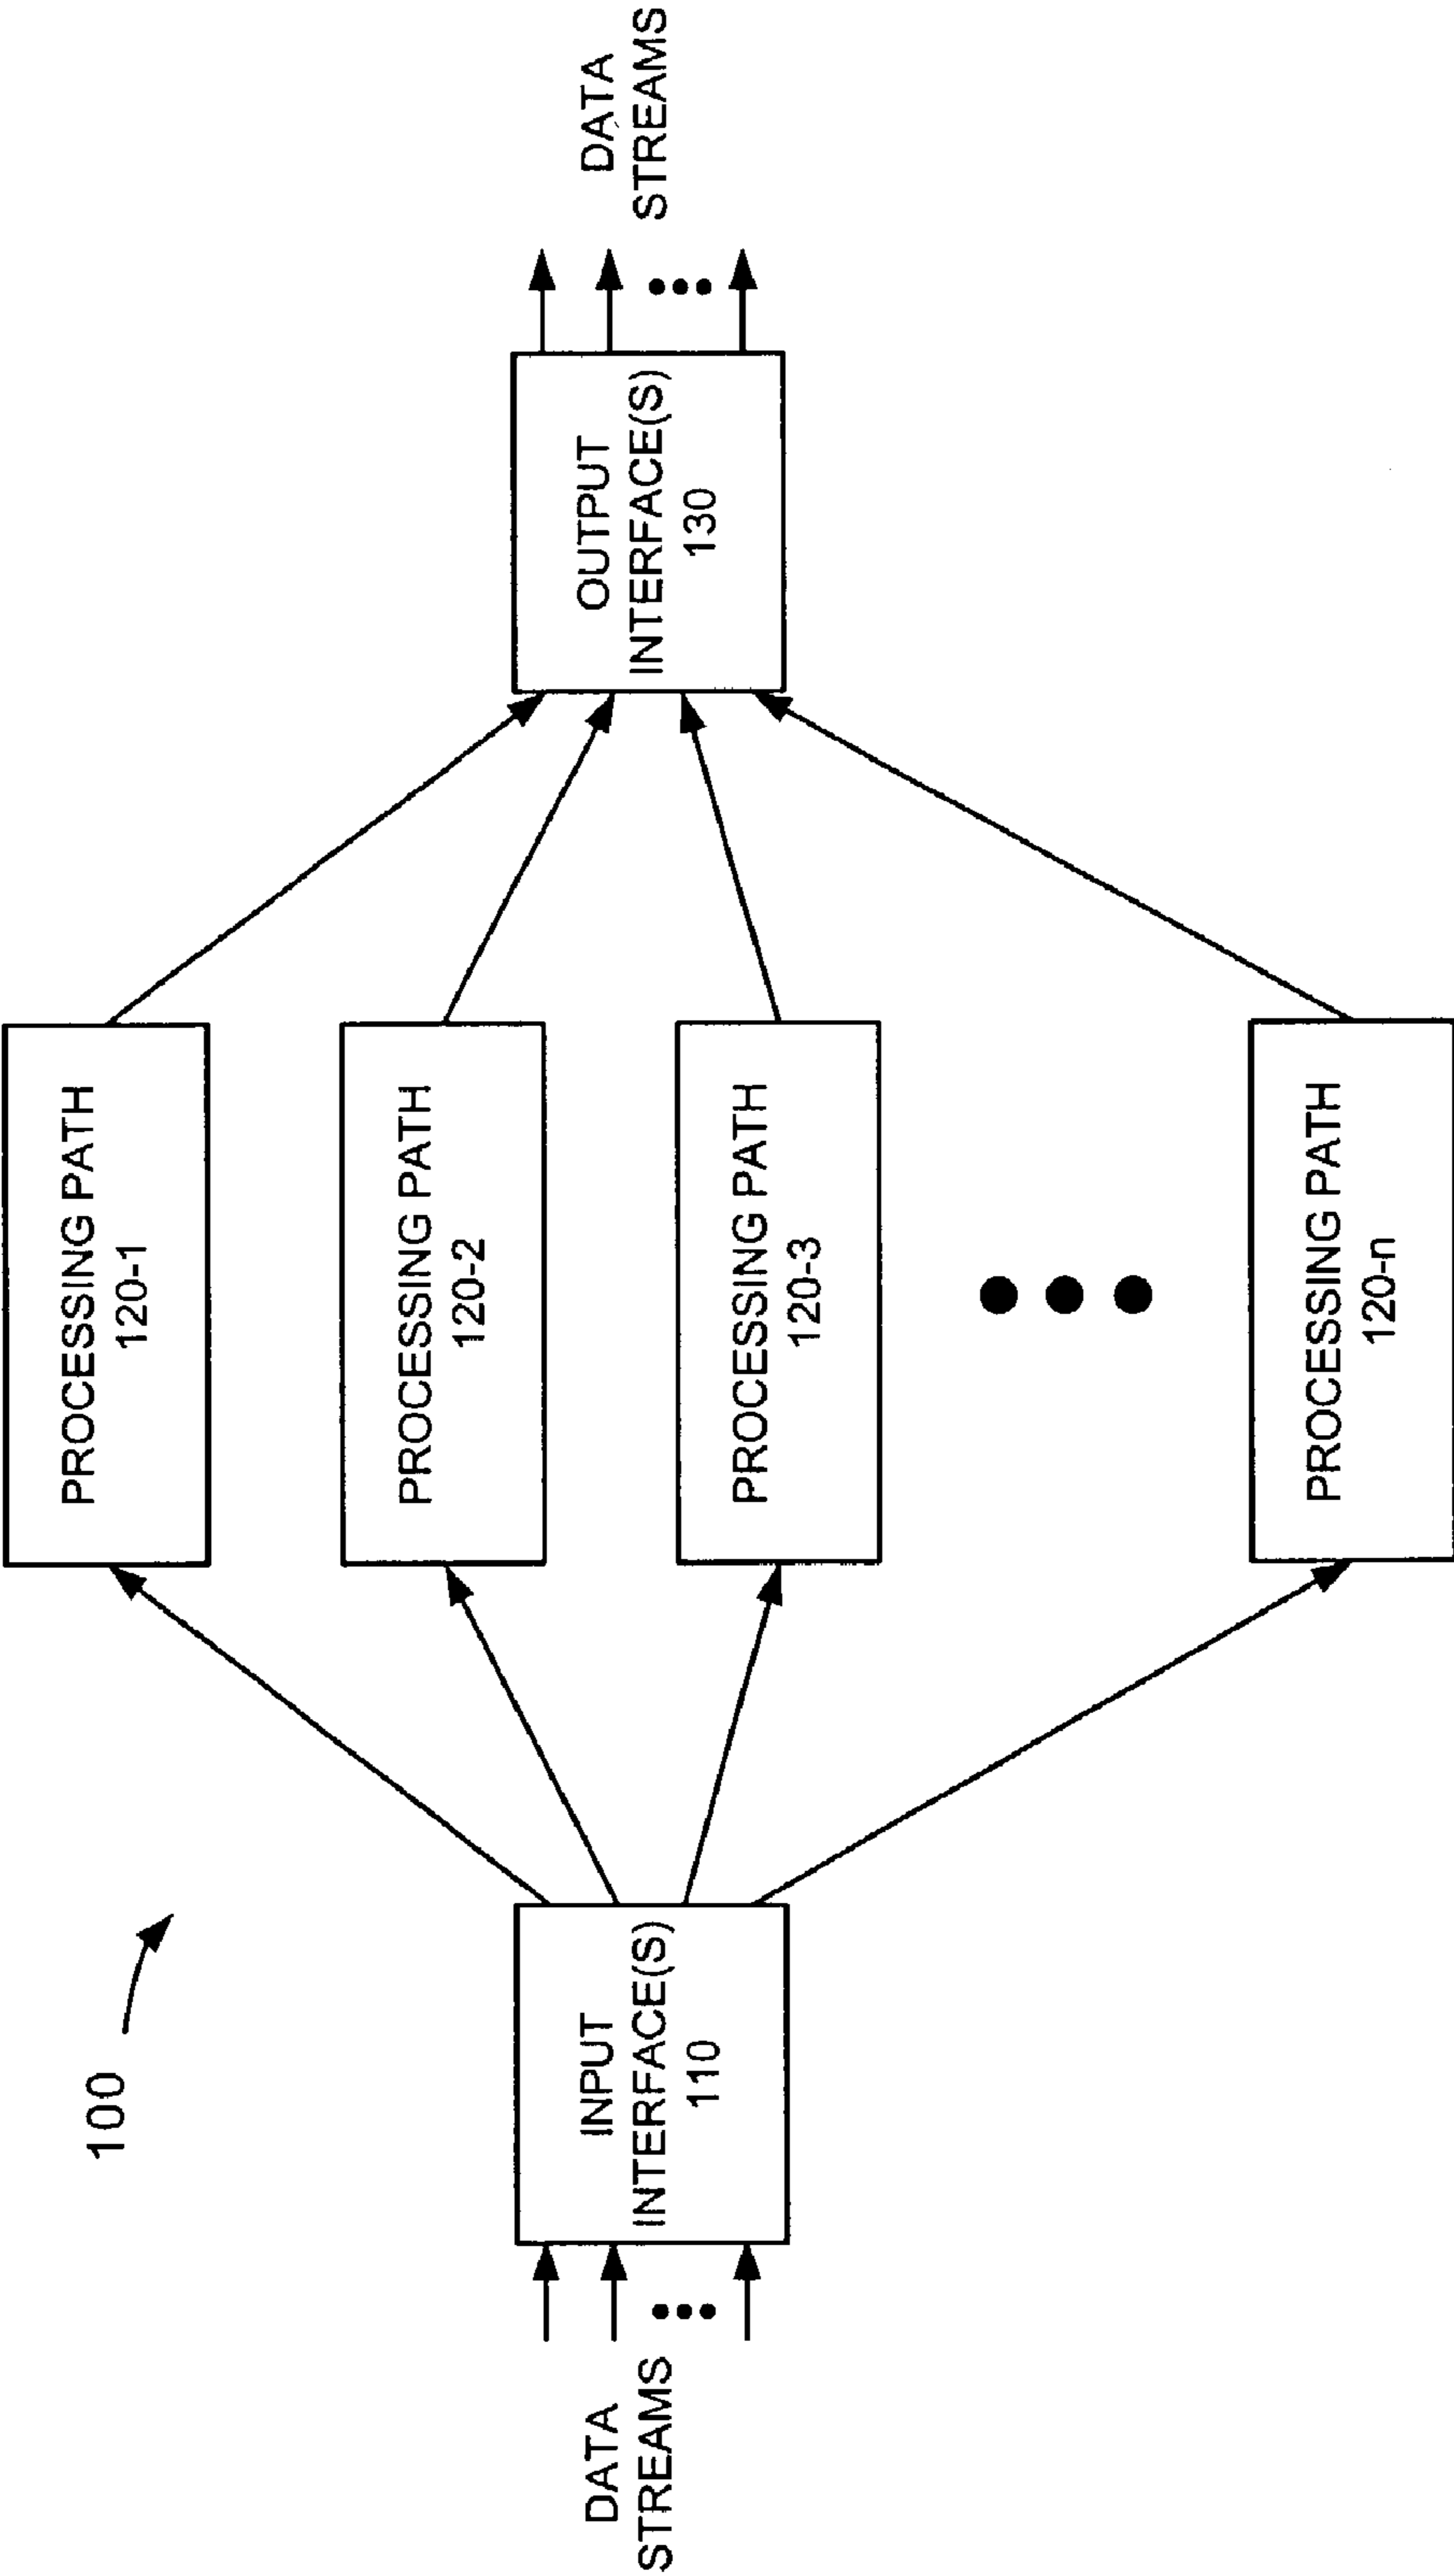 100
DATA
STREAMS
INPUT
INTERFACE(S)
110
PROCESSING PATH
120-1
PROCESSING PATH
120-2
PROCESSING PATH
120-3
PROCESSING PATH
120-n
OUTPUT
INTERFACE(S)
130
DATA
STREAMS